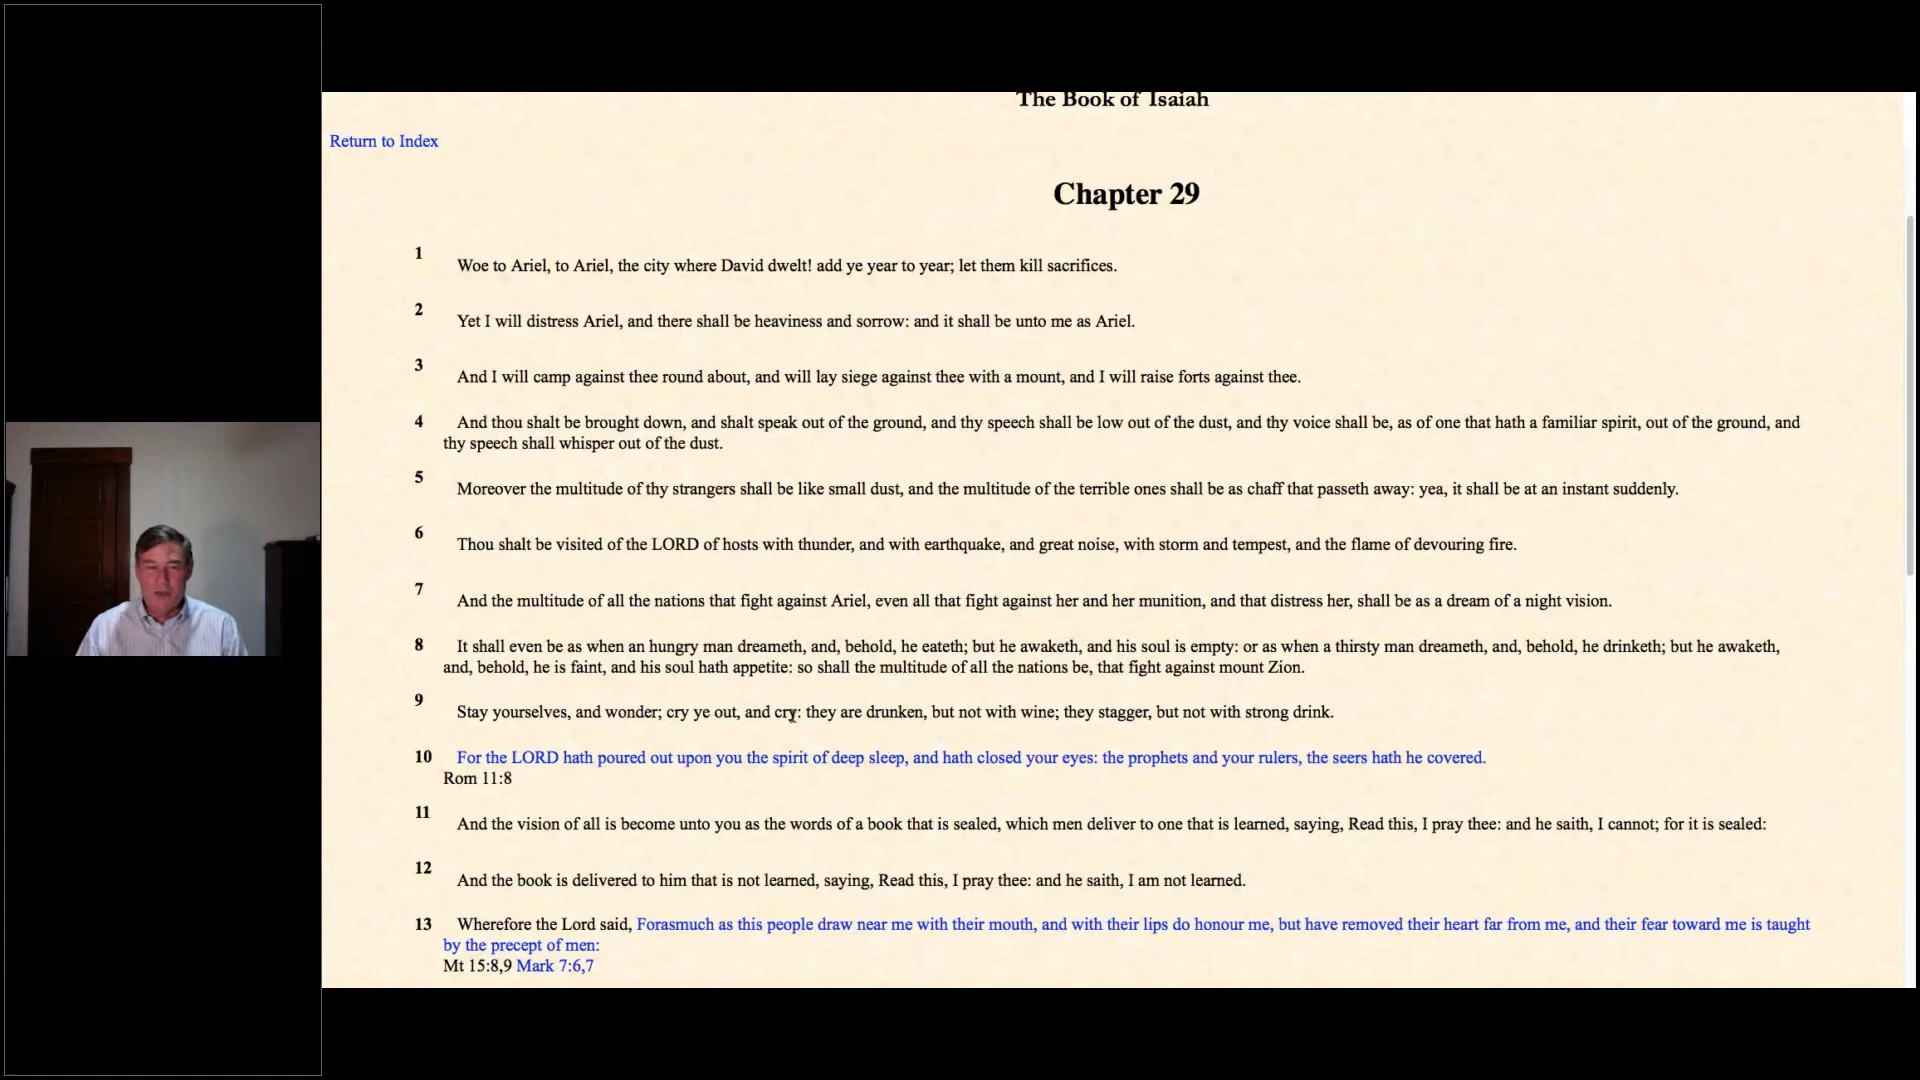 The Book of Isaiah
Return to Index
Chapter 29
1 Woe to Ariel, to Ariel, the city where David dwelt! add ye year to year; let them kill sacrifices.
2 Yet I will distress Ariel, and there shall be heaviness and sorrow: and it shall be unto me as Ariel.
3 And I will camp against thee round about, and will lay siege against thee with a mount, and I will raise forts against thee.
4 And thou shalt be brought down, and shalt speak out of the ground, and thy speech shall be low out of the dust, and thy voice shall be, as of one that hath a familiar spirit, out of the ground, and
thy speech shall whisper out of the dust.
5 Moreover the multitude of thy strangers shall be like small dust, and the multitude of the terrible ones shall be as chaff that passeth away: yea, it shall be at an instant suddenly.
6 Thou shalt be visited of the LORD of hosts with thunder, and with earthquake, and great noise, with storm and tempest, and the flame of devouring fire.
7 And the multitude of all the nations that fight against Ariel, even all that fight against her and her munition, and that distress her, shall be as a dream of a night vision.
8 It shall even be as when an hungry man dreameth, and, behold, he eateth; but he awaketh, and his soul is empty: or as when a thirsty man dreameth, and, behold, he drinketh; but he awaketh,
and, behold, he is faint, and his soul hath appetite: so shall the multitude of all the nations be, that fight against mount Zion.
9 Stay yourselves, and wonder; cry ye out, and cry: they are drunken, but not with wine; they stagger, but not with strong drink.
10 For the LORD hath poured out upon you the spirit of deep sleep, and hath closed your eyes: the prophets and your rulers, the seers hath he covered.
Rom 11:8
11 And the vision of all is become unto you as the words of a book that is sealed, which men deliver to one that is learned, saying, Read this, I pray thee: and he saith, I cannot; for it is sealed:
12 And the book is delivered to him that is not learned, saying, Read this, I pray thee: and he saith, I am not learned.
13 Wherefore the Lord said, Forasmuch as this people draw near me with their mouth, and with their lips do honour me, but have removed their heart far from me, and their fear toward me is taught
by the precept of men:
Mt 15:8,9 Mark 7:6,7